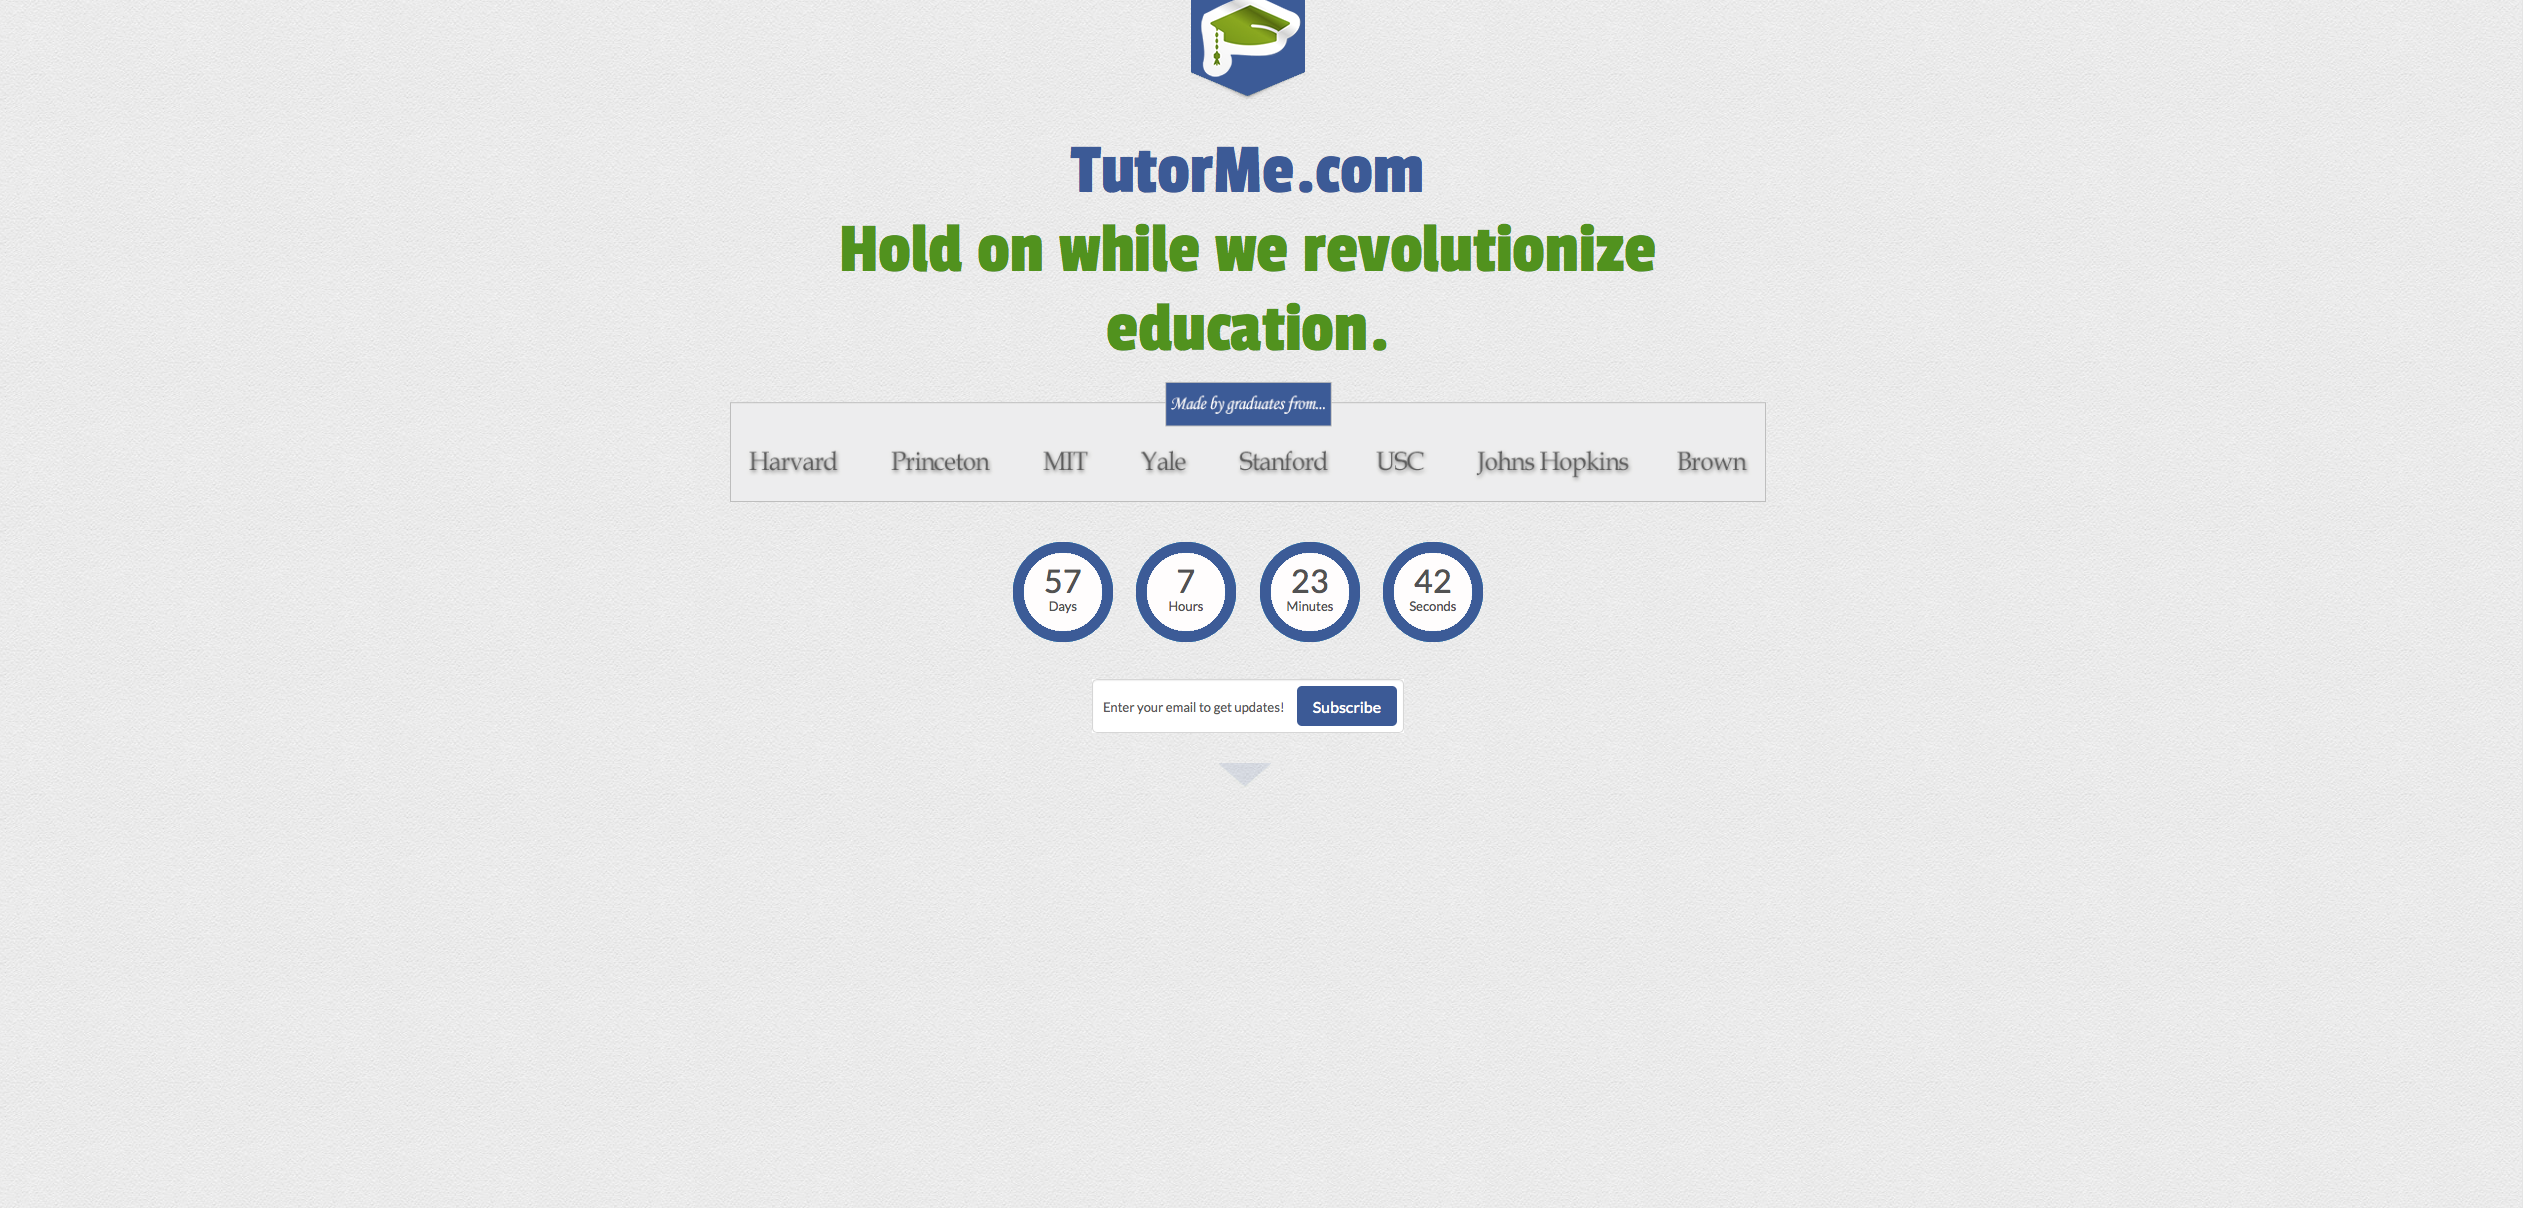 TutorMe.com
Hold on while we revolutionize
education.
Made by graduates from...
Harvard Princeton MIT Yale Stanford USC Johns Hopkins Brown
57 7 23 42
Days Hours Minutes Seconds
Enter your email to get updates! Subscribe